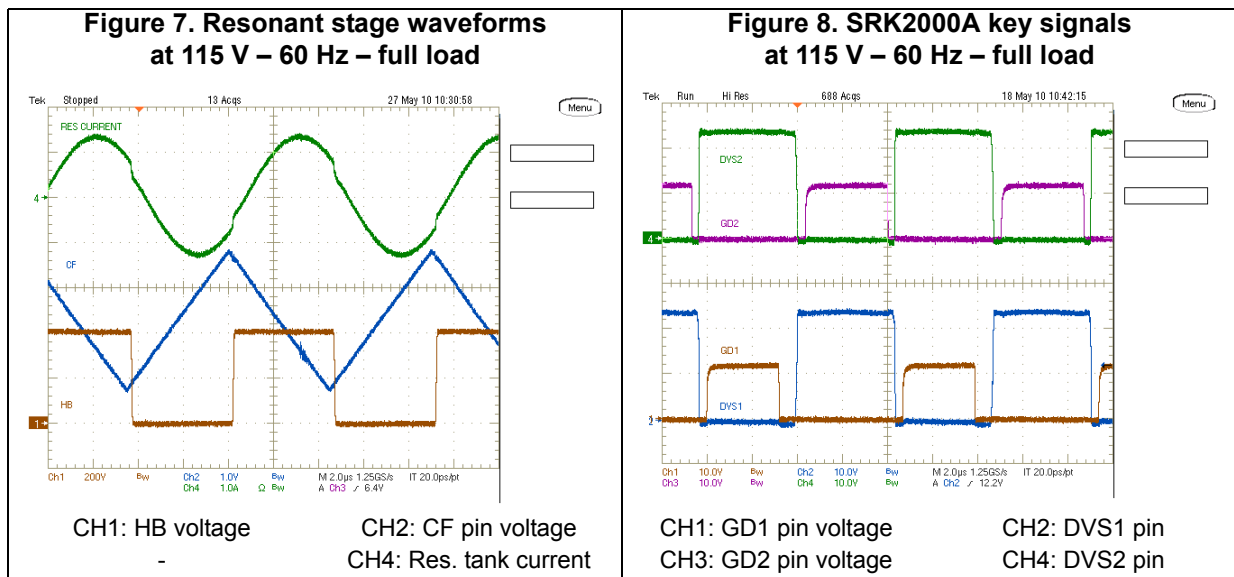 Figure 7. Resonant stage waveforms
at 115 V – 60 Hz – full load
Tek Stopped 13 Acqs 27 May 10 10:30:58
Menu
RES CURRENT
4
CF
HB
1
Ch1 200V Bw Ch2 1.0V Bw M 2.0µs 1.25GS/s IT 20.0ps/pt
Ch4 1.0A Ω Bw A Ch3 / 6.4V
CH1: HB voltage CH2: CF pin voltage
- CH4: Res. tank current
Figure 8. SRK2000A key signals
at 115 V – 60 Hz – full load
Tek Run Hi Res 688 Acqs 18 May 10 10:42:15
Menu
DVS2
GD2
4
GD1
DVS1
2
Ch1 10.0V Bw Ch2 10.0V Bw M 2.0µs 1.25GS/s IT 20.0ps/pt
Ch3 10.0V Bw Ch4 10.0V Bw A Ch2 / 12.2V
CH1: GD1 pin voltage CH2: DVS1 pin
CH3: GD2 pin voltage CH4: DVS2 pin